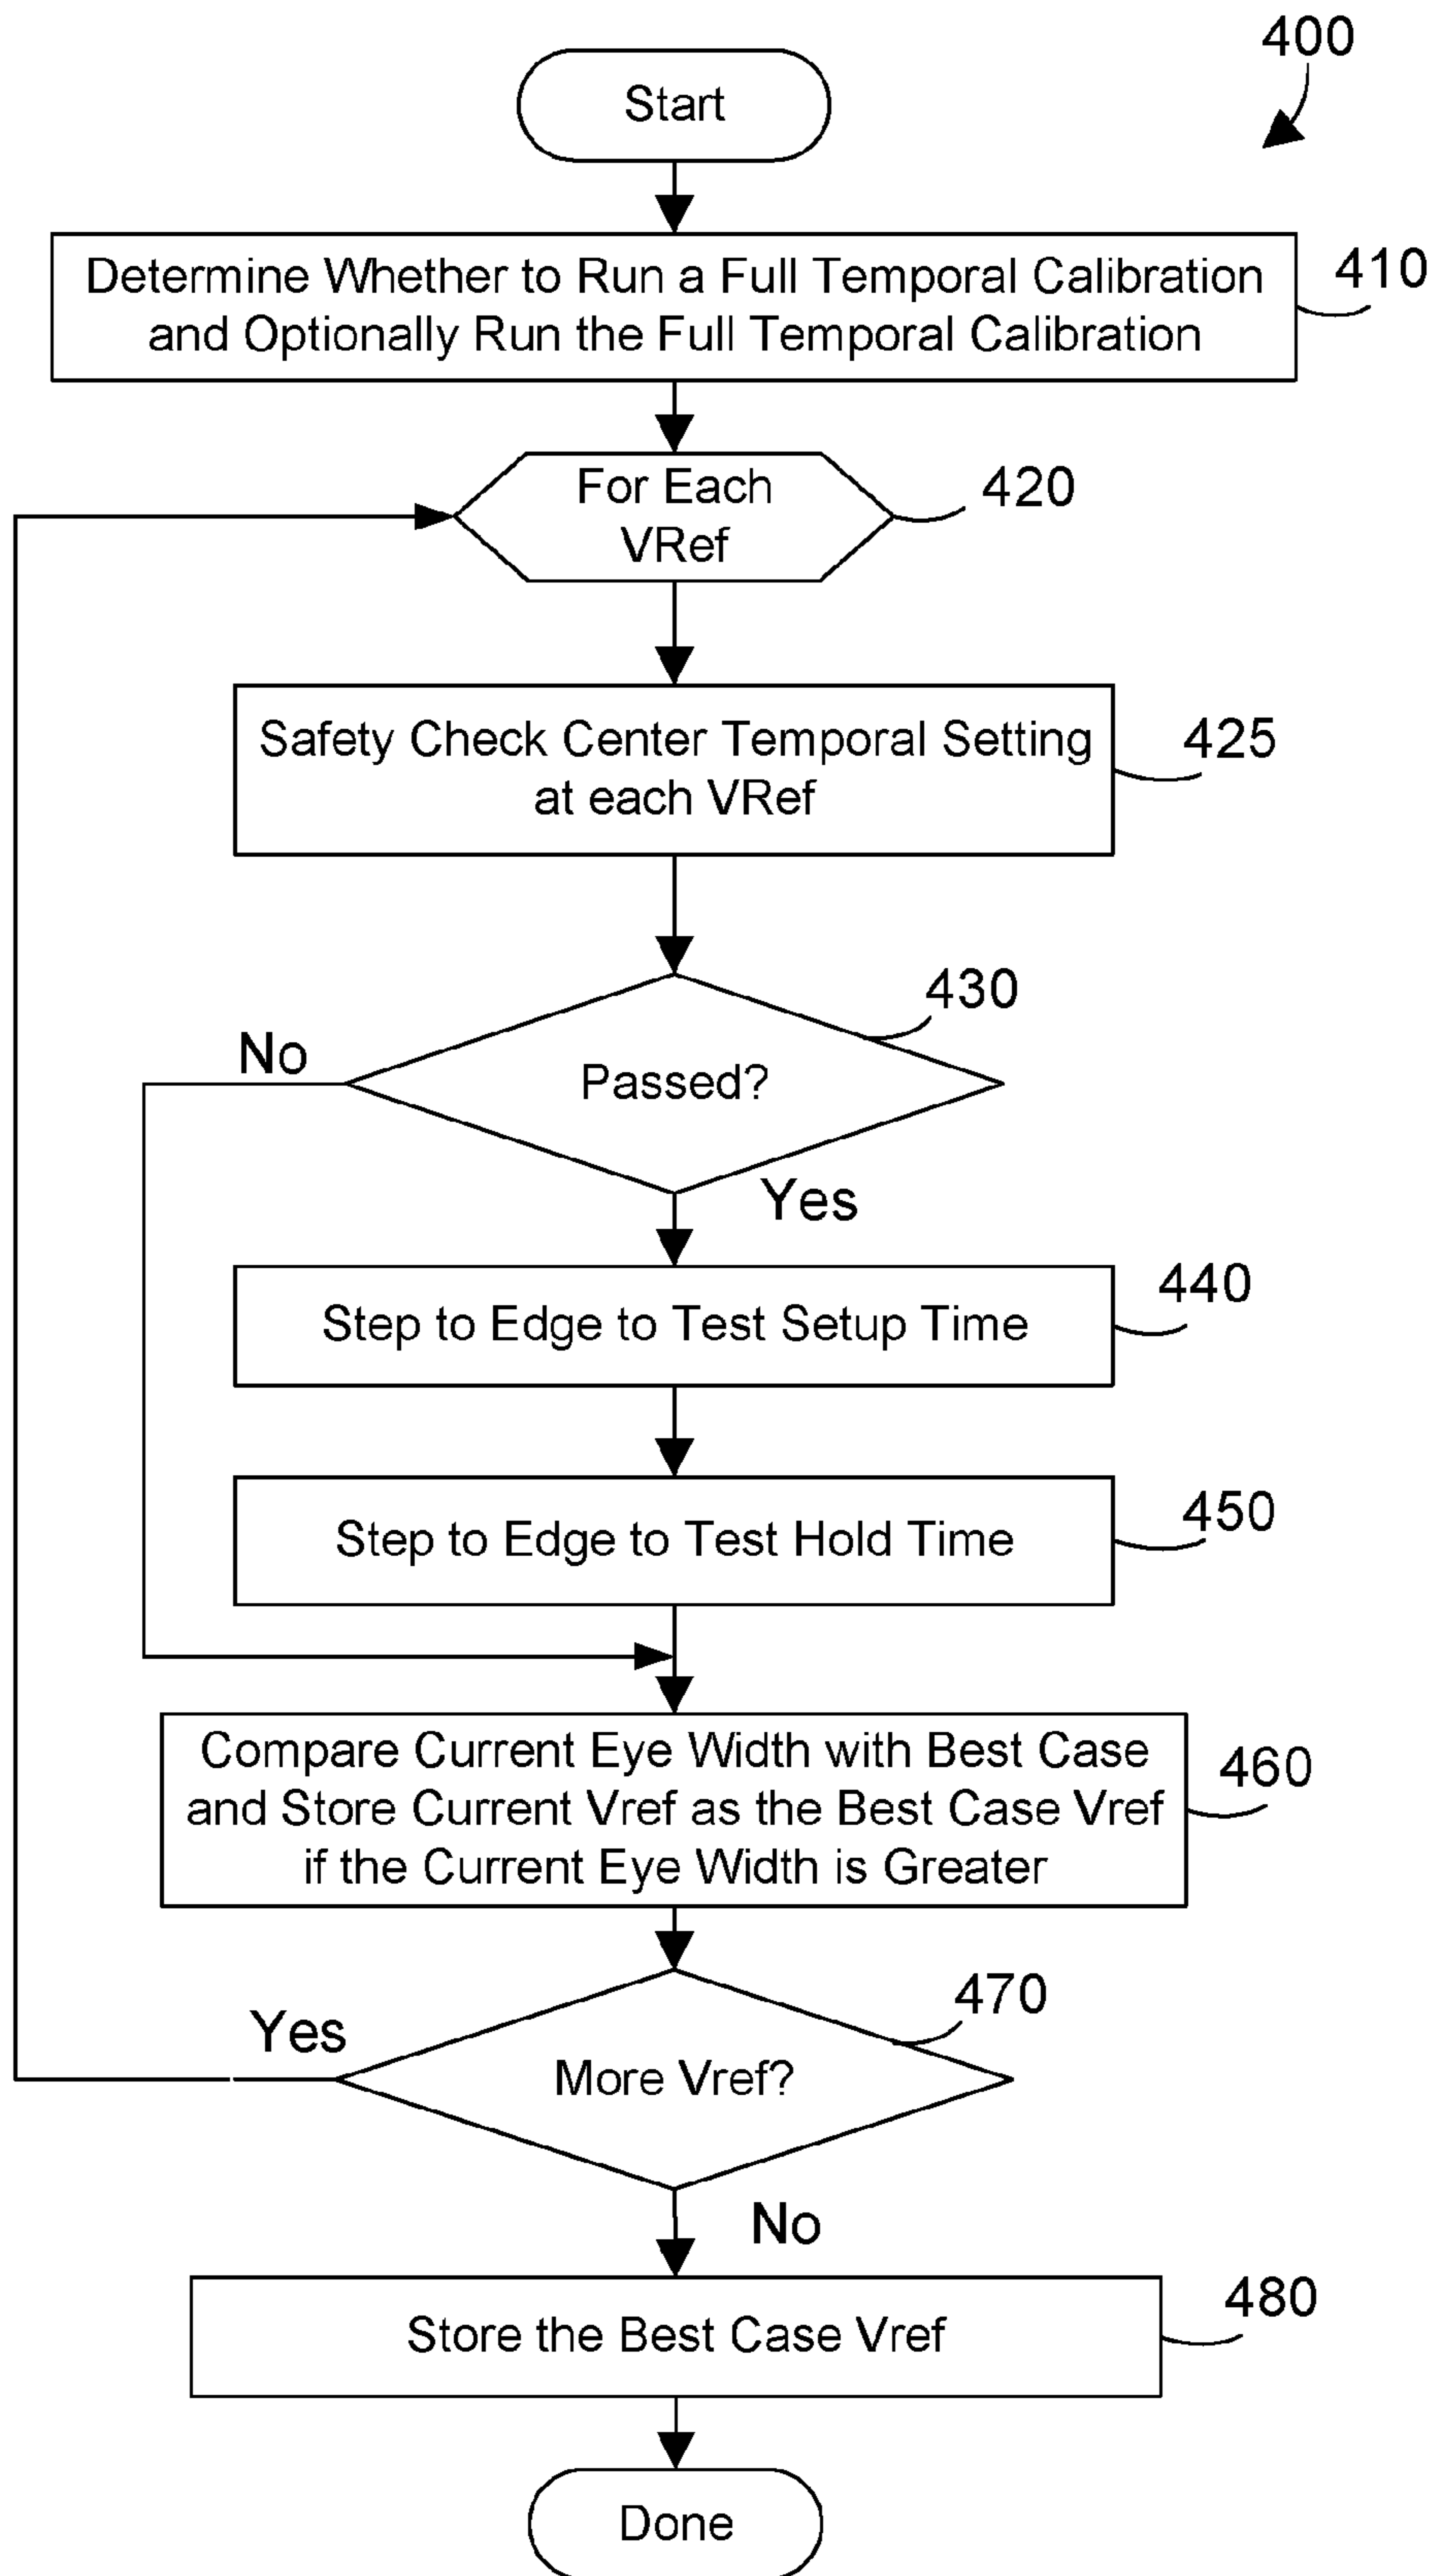 400
Start
Determine Whether to Run a Full Temporal Calibration
and Optionally Run the Full Temporal Calibration
410
For Each
VRef
420
Safety Check Center Temporal Setting
at each VRef
425
430
No
Passed?
Yes
Step to Edge to Test Setup Time
440
Step to Edge to Test Hold Time
450
Compare Current Eye Width with Best Case
and Store Current Vref as the Best Case Vref
if the Current Eye Width is Greater
460
470
Yes
More Vref?
No
Store the Best Case Vref
480
Done